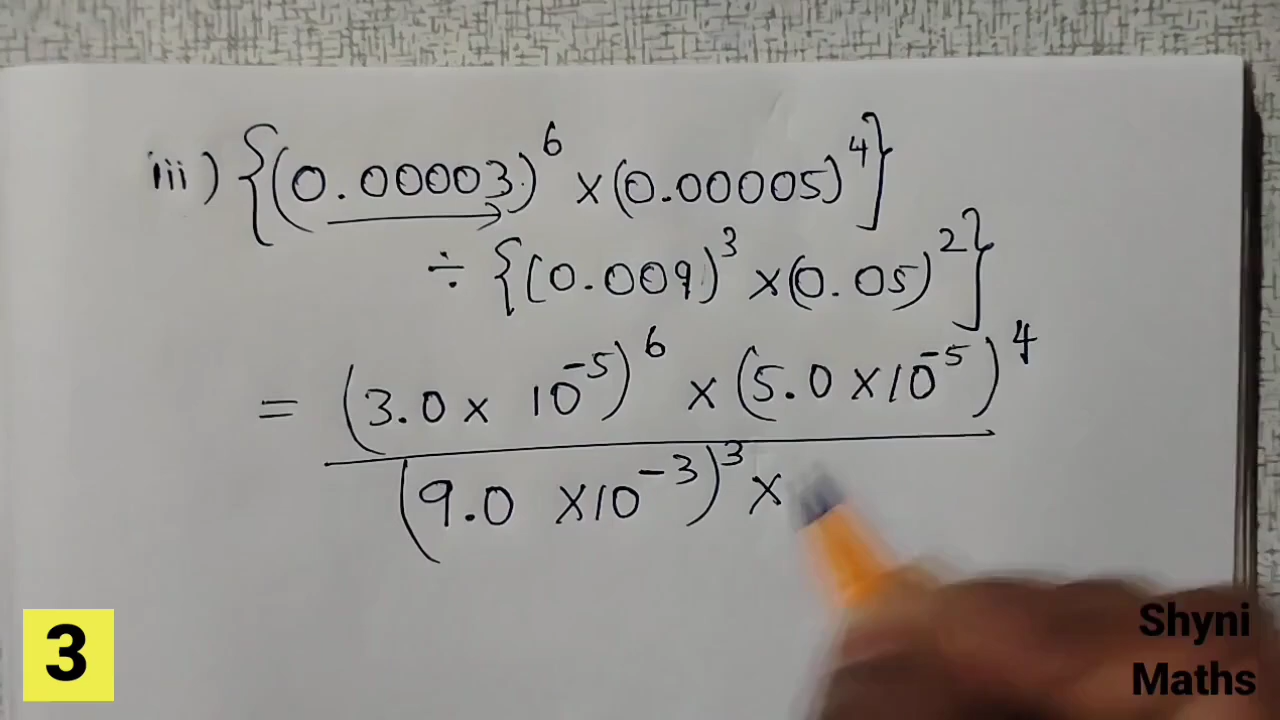 iii) {(0.00003)⁶ × (0.00005)⁴}
÷ {(0.009)³ × (0.05)²}
= (3.0 × 10⁻⁵)⁶ × (5.0 × 10⁻⁵)⁴
(9.0 × 10⁻³)³ ×
3
Shyni
Maths